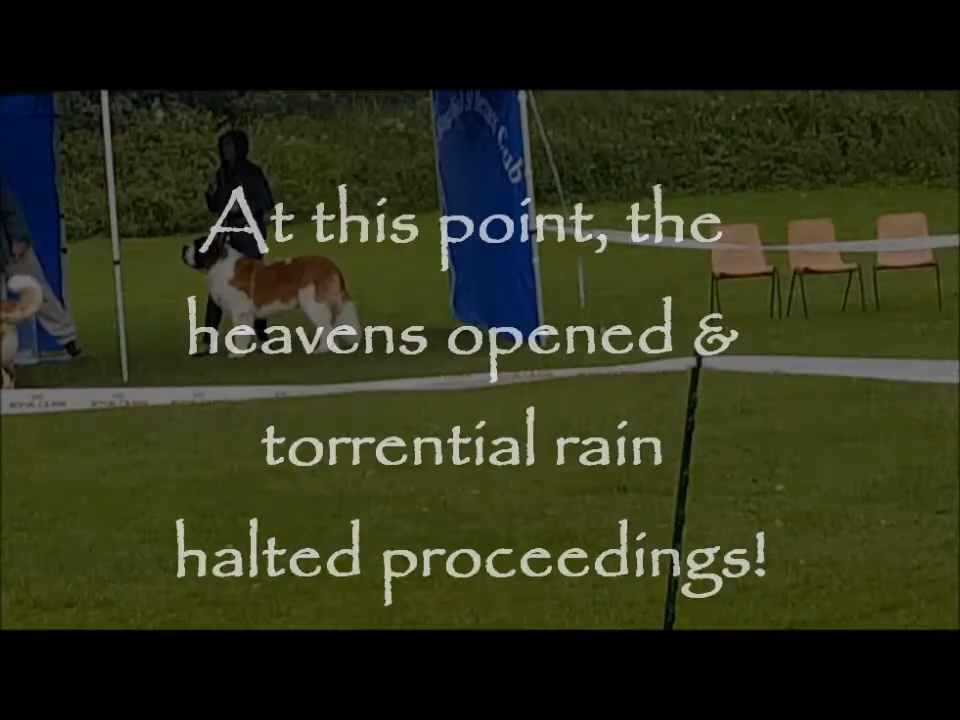 At this point, the
heavens opened &
torrential rain
halted proceedings!